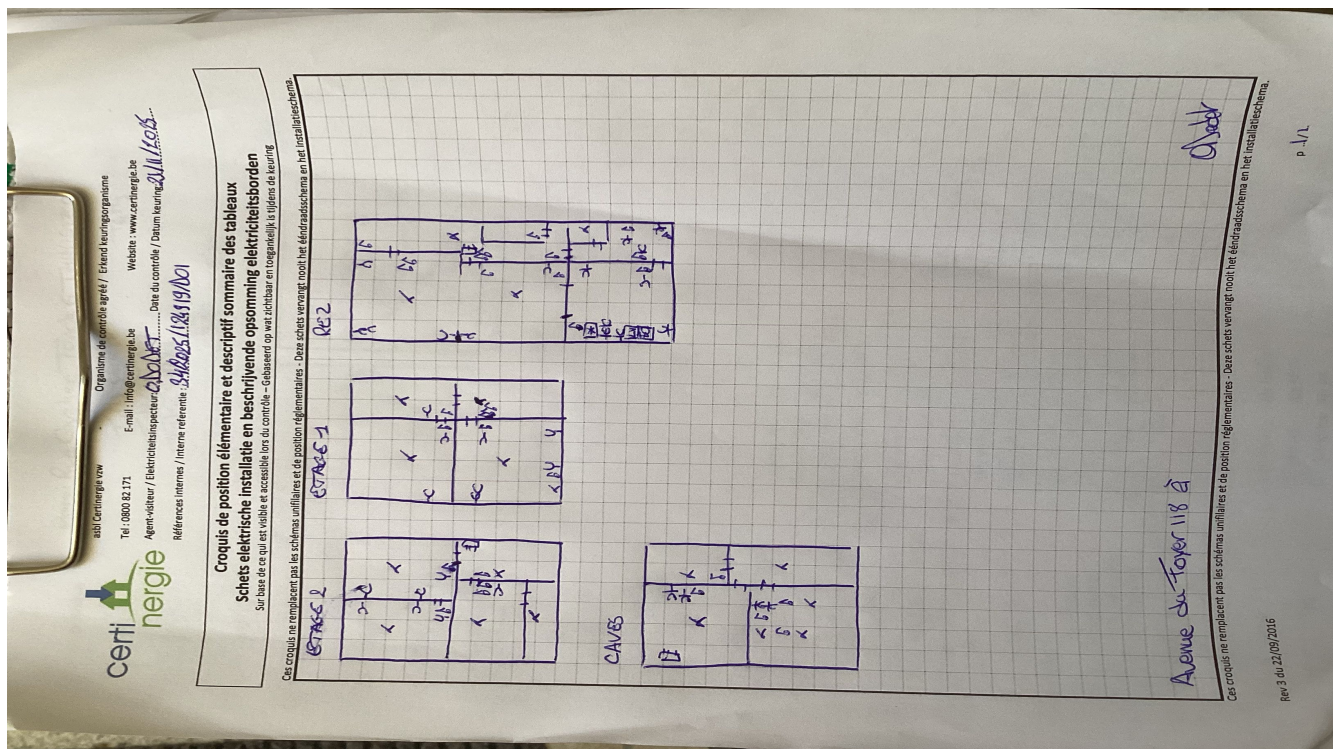 certinergie
asbl Certinergie vzw - Organisme de contrôle agréé / Erkend keuringsorganisme
Tel : 0800 82 171 E-mail : info@certinergie.be Website : www.certinergie.be
Agent-visiteur / Elektriciteitsinspecteur: Date du contrôle / Datum keuring:
Références internes / Interne referentie :
Croquis de position élémentaire et descriptif sommaire des tableaux
Schets elektrische installatie en beschrijvende opsomming elektriciteitsborden
Sur base de ce qui est visible et accessible lors du contrôle – Gebaseerd op wat zichtbaar en toegankelijk is tijdens de keuring
Ces croquis ne remplacent pas les schémas unifilaires et de position réglementaires - Deze schets vervangt nooit het ééndraadsschema en het installatieschema.
ETAGE 2
ETAGE 1
REZ
CAVES
Avenue du Foyer 118
Ces croquis ne remplacent pas les schémas unifilaires et de position réglementaires - Deze schets vervangt nooit het ééndraadsschema en het installatieschema.
Rev 3 du 22/09/2016
p 1/2